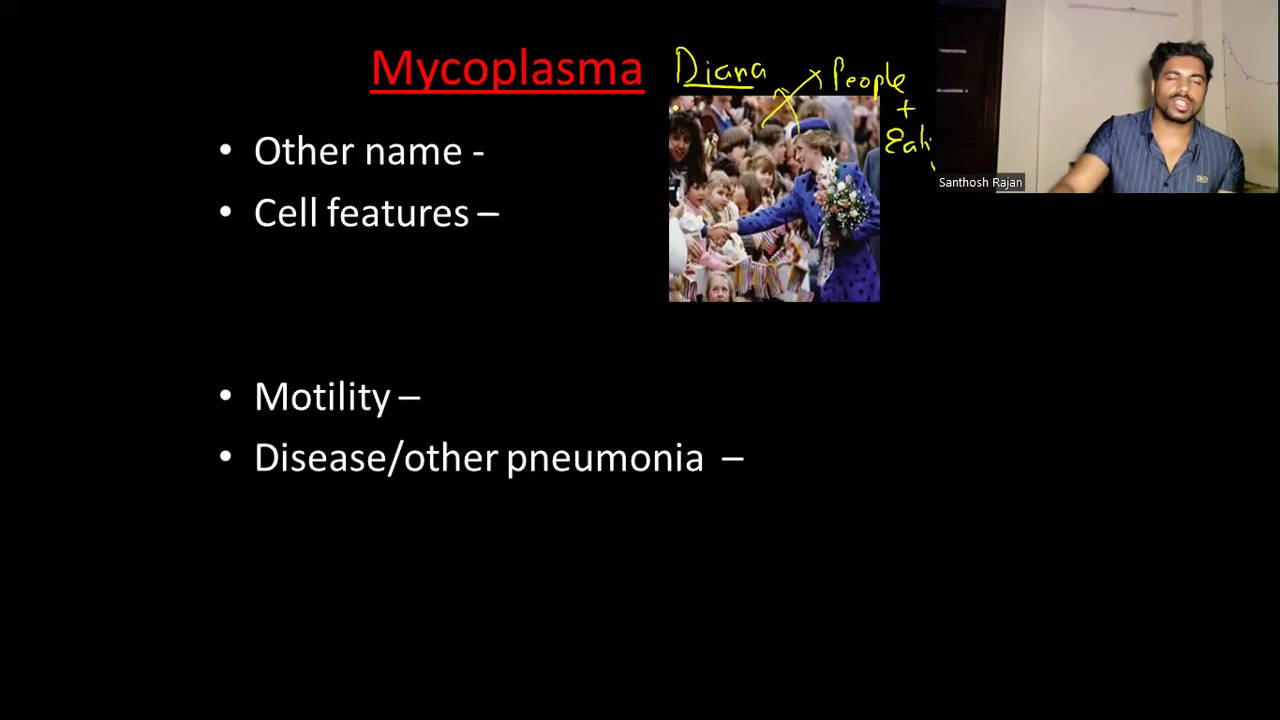 Mycoplasma
Diana
People
+
• Other name -
• Cell features –
Santhosh Rajan
• Motility –
• Disease/other pneumonia –